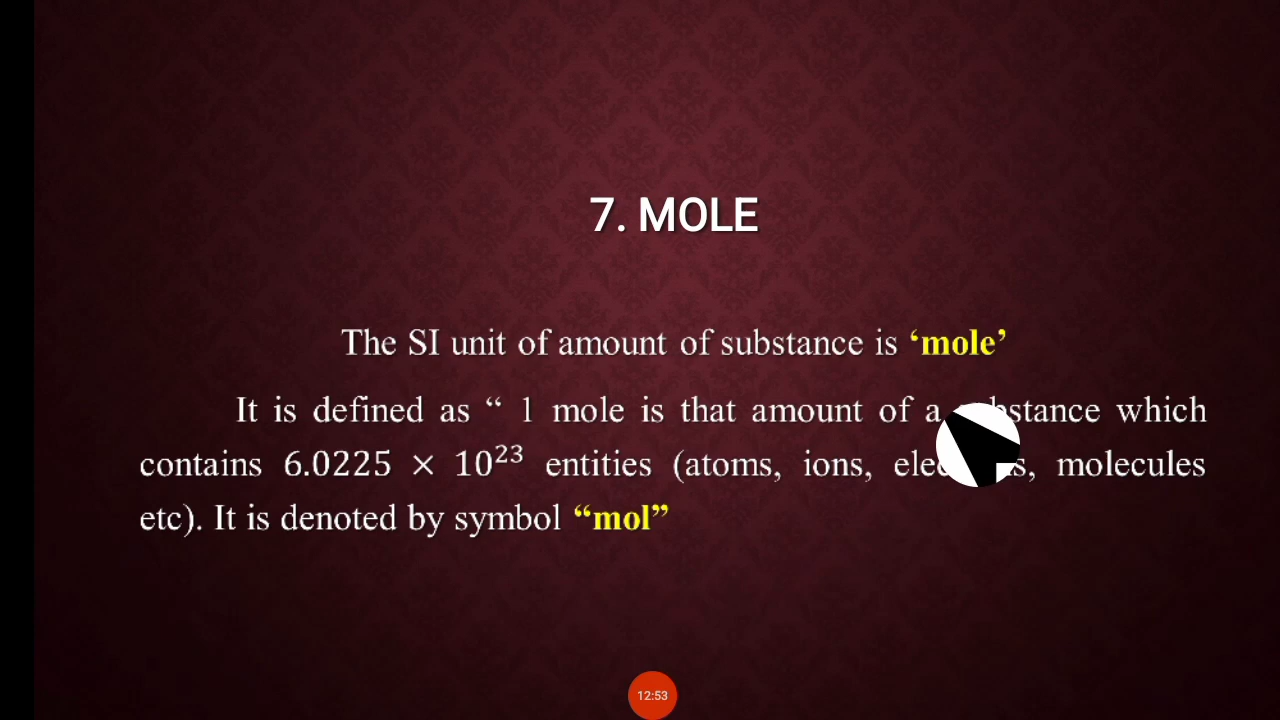 7. MOLE
The SI unit of amount of substance is ‘mole’
It is defined as “ 1 mole is that amount of a which
contains 6.0225 × 10²³ entities (atoms, ions, molecules
etc). It is denoted by symbol “mol”
12:53